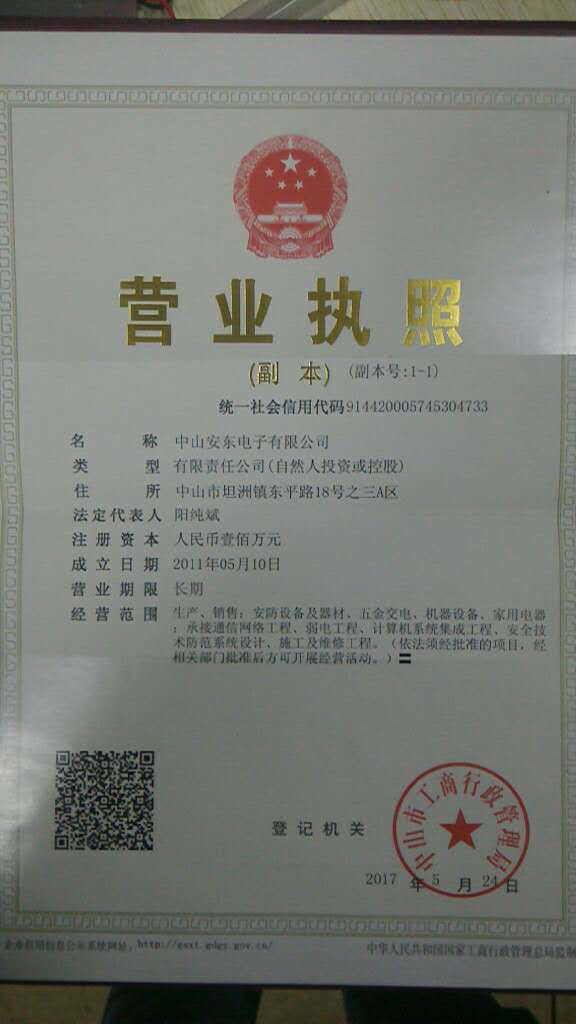 营业执照
(副本) (副本号:1-1)
统一社会信用代码914420005745304733
名称 中山安东电子有限公司
类型 有限责任公司(自然人投资或控股)
住所 中山市坦洲镇东平路18号之三A区
法定代表人 阳纯斌
注册资本 人民币壹佰万元
成立日期 2011年05月10日
营业期限 长期
经营范围 生产、销售：安防设备及器材、五金交电、机器设备、家用电器
；承接通信网络工程、弱电工程、计算机系统集成工程、安全技
术防范系统设计、施工及维修工程。（依法须经批准的项目，经
相关部门批准后方可开展经营活动。）
登记机关
中山市工商行政管理局
2017年5月24日
企业信用信息公示系统网址：http://gsxt.gdgs.gov.cn/
中华人民共和国国家工商行政管理总局监制